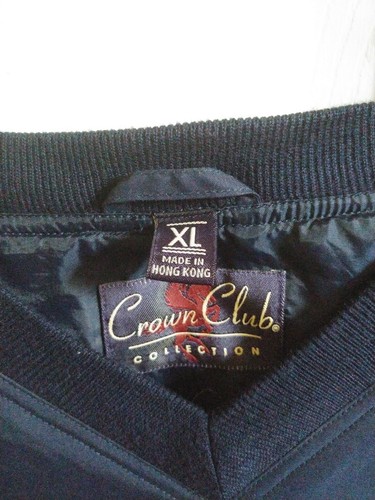 XL
MADE IN
HONG KONG
Crown Club®
COLLECTION